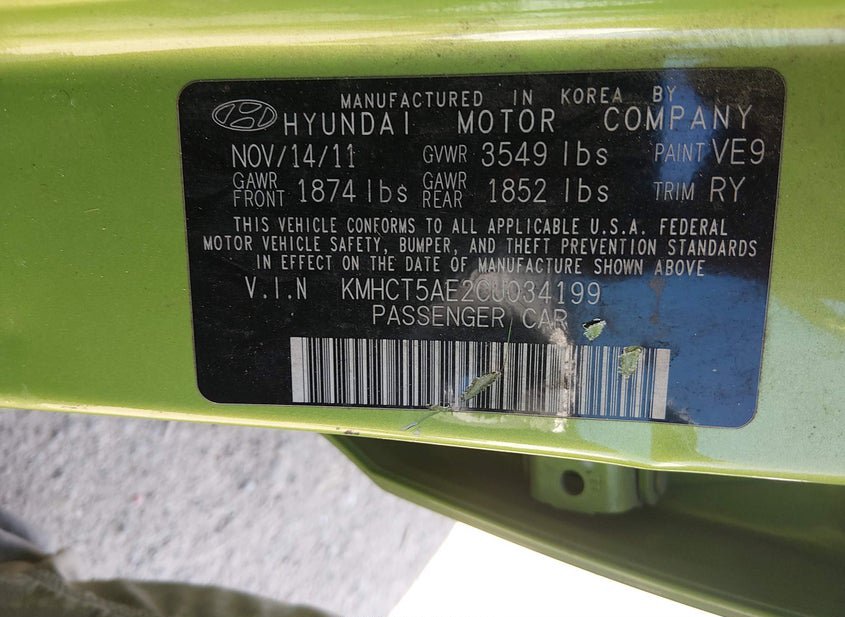 MANUFACTURED IN KOREA BY
HYUNDAI MOTOR COMPANY
NOV/14/11 GVWR 3549 lbs PAINT VE9
GAWR FRONT 1874 lbs GAWR REAR 1852 lbs TRIM RY
THIS VEHICLE CONFORMS TO ALL APPLICABLE U.S.A. FEDERAL
MOTOR VEHICLE SAFETY, BUMPER, AND THEFT PREVENTION STANDARDS
IN EFFECT ON THE DATE OF MANUFACTURE SHOWN ABOVE
V.I.N KMHCT5AE2CU034199
PASSENGER CAR